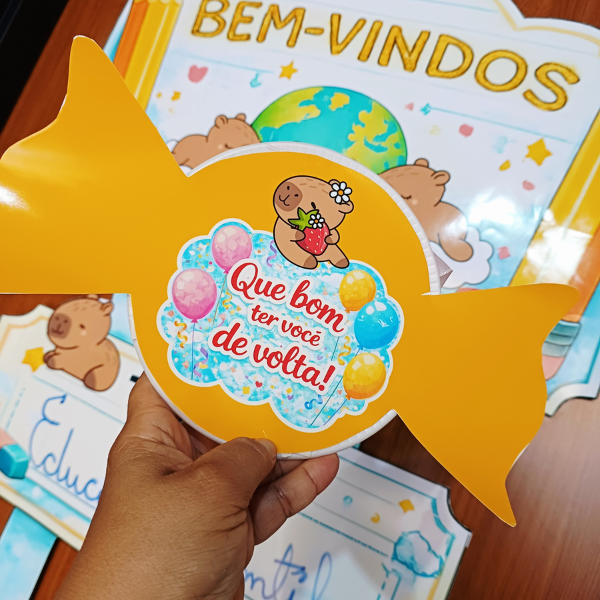 BEM-VINDOS
Que bom
ter você
de volta!